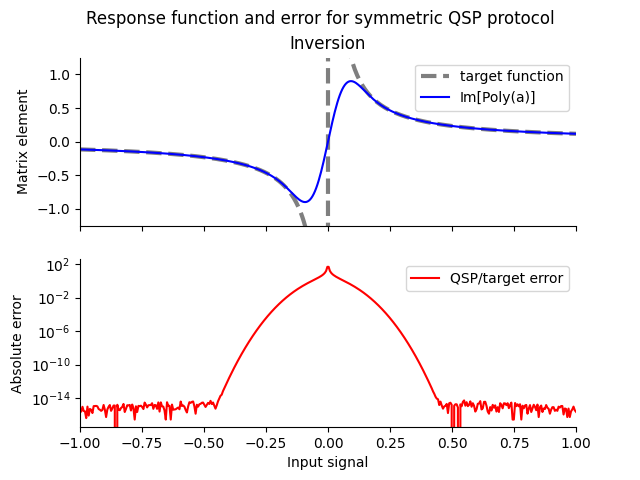 Response function and error for symmetric QSP protocol
Inversion
Matrix element
1.0
0.5
0.0
−0.5
−1.0
target function
Im[Poly(a)]
Absolute error
10²
10⁻²
10⁻⁶
10⁻¹⁰
10⁻¹⁴
QSP/target error
−1.00 −0.75 −0.50 −0.25 0.00 0.25 0.50 0.75 1.00
Input signal